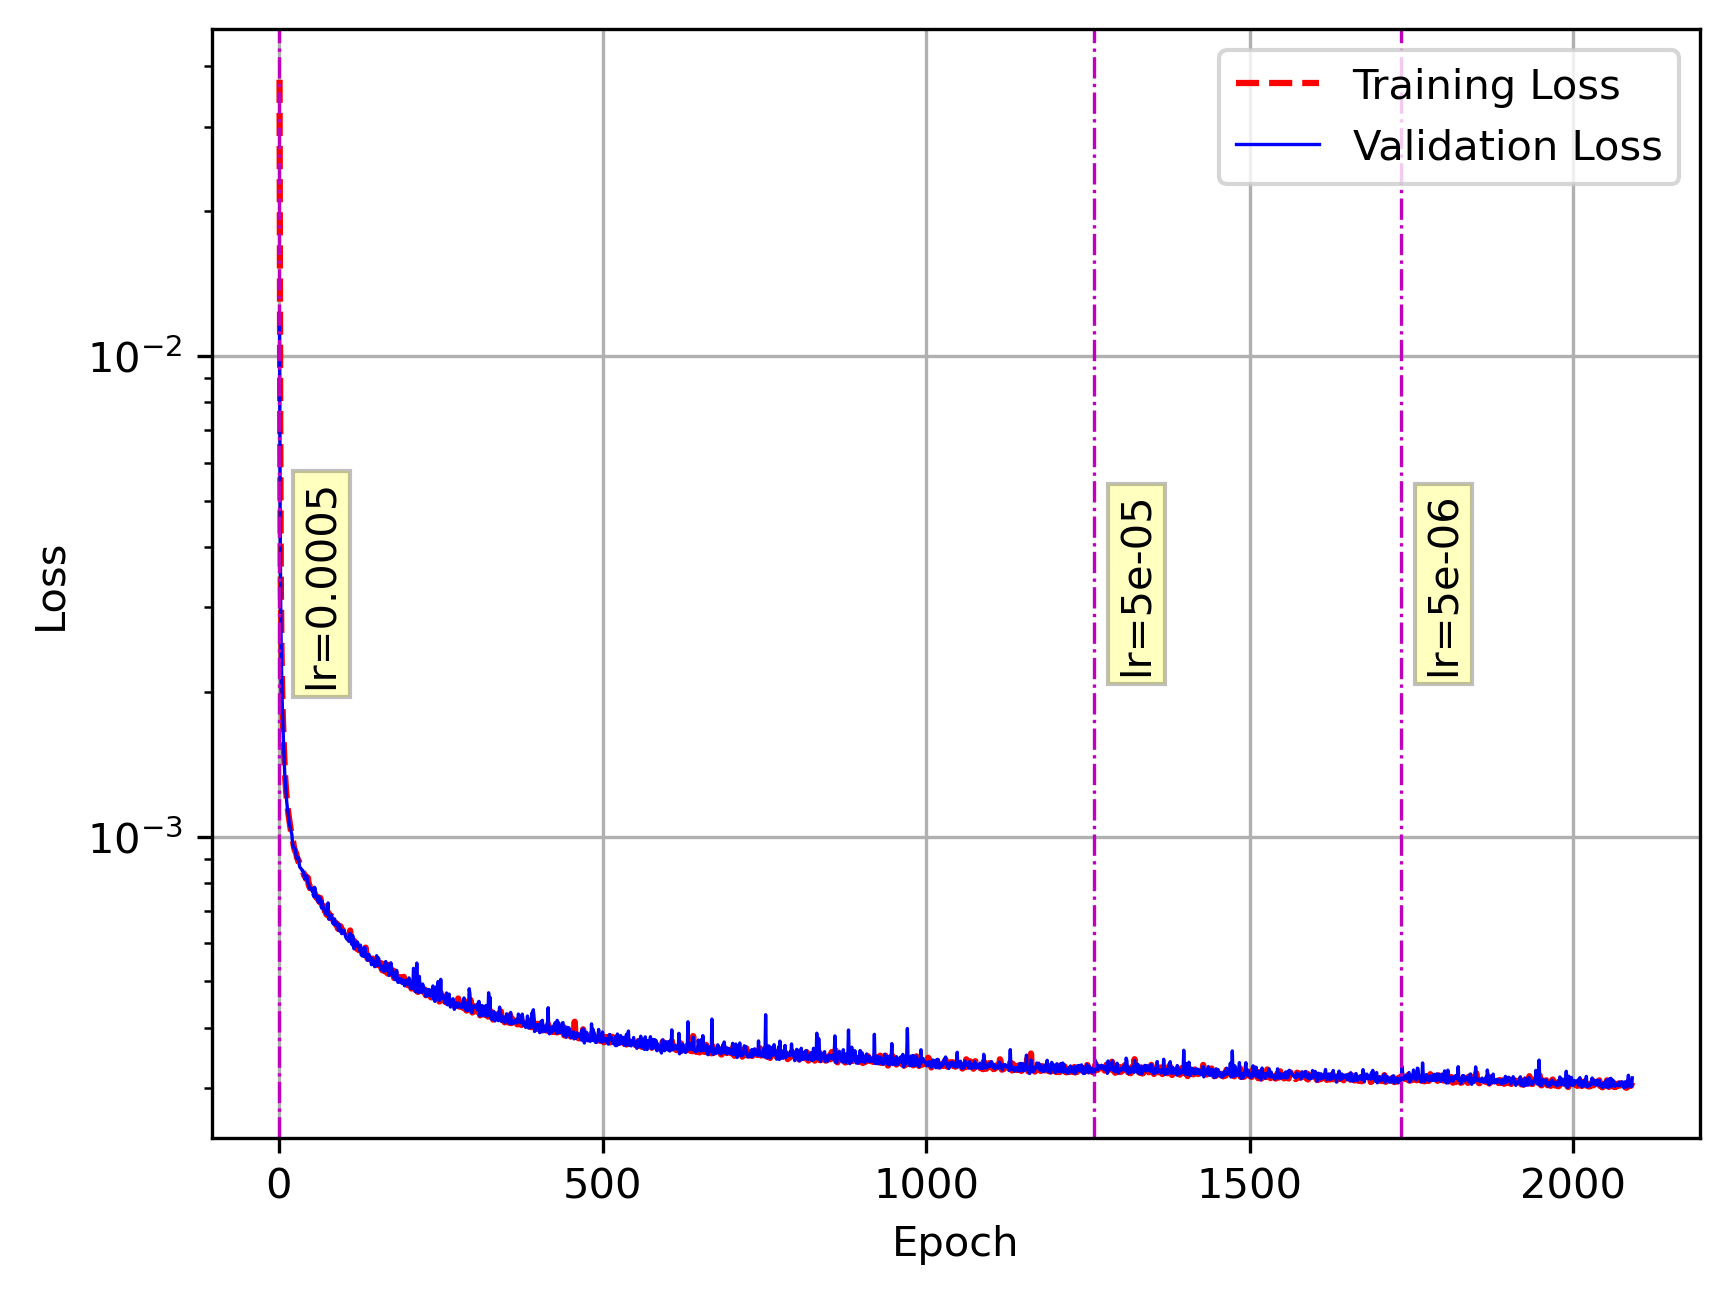 Training Loss
Validation Loss
10⁻²
10⁻³
Loss
lr=0.0005
lr=5e-05
lr=5e-06
0 500 1000 1500 2000
Epoch